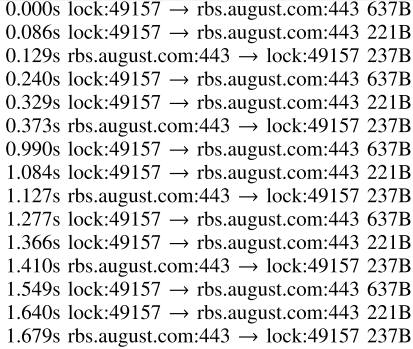 0.000s lock:49157 → rbs.august.com:443 637B
0.086s lock:49157 → rbs.august.com:443 221B
0.129s rbs.august.com:443 → lock:49157 237B
0.240s lock:49157 → rbs.august.com:443 637B
0.329s lock:49157 → rbs.august.com:443 221B
0.373s rbs.august.com:443 → lock:49157 237B
0.990s lock:49157 → rbs.august.com:443 637B
1.084s lock:49157 → rbs.august.com:443 221B
1.127s rbs.august.com:443 → lock:49157 237B
1.277s lock:49157 → rbs.august.com:443 637B
1.366s lock:49157 → rbs.august.com:443 221B
1.410s rbs.august.com:443 → lock:49157 237B
1.549s lock:49157 → rbs.august.com:443 637B
1.640s lock:49157 → rbs.august.com:443 221B
1.679s rbs.august.com:443 → lock:49157 237B